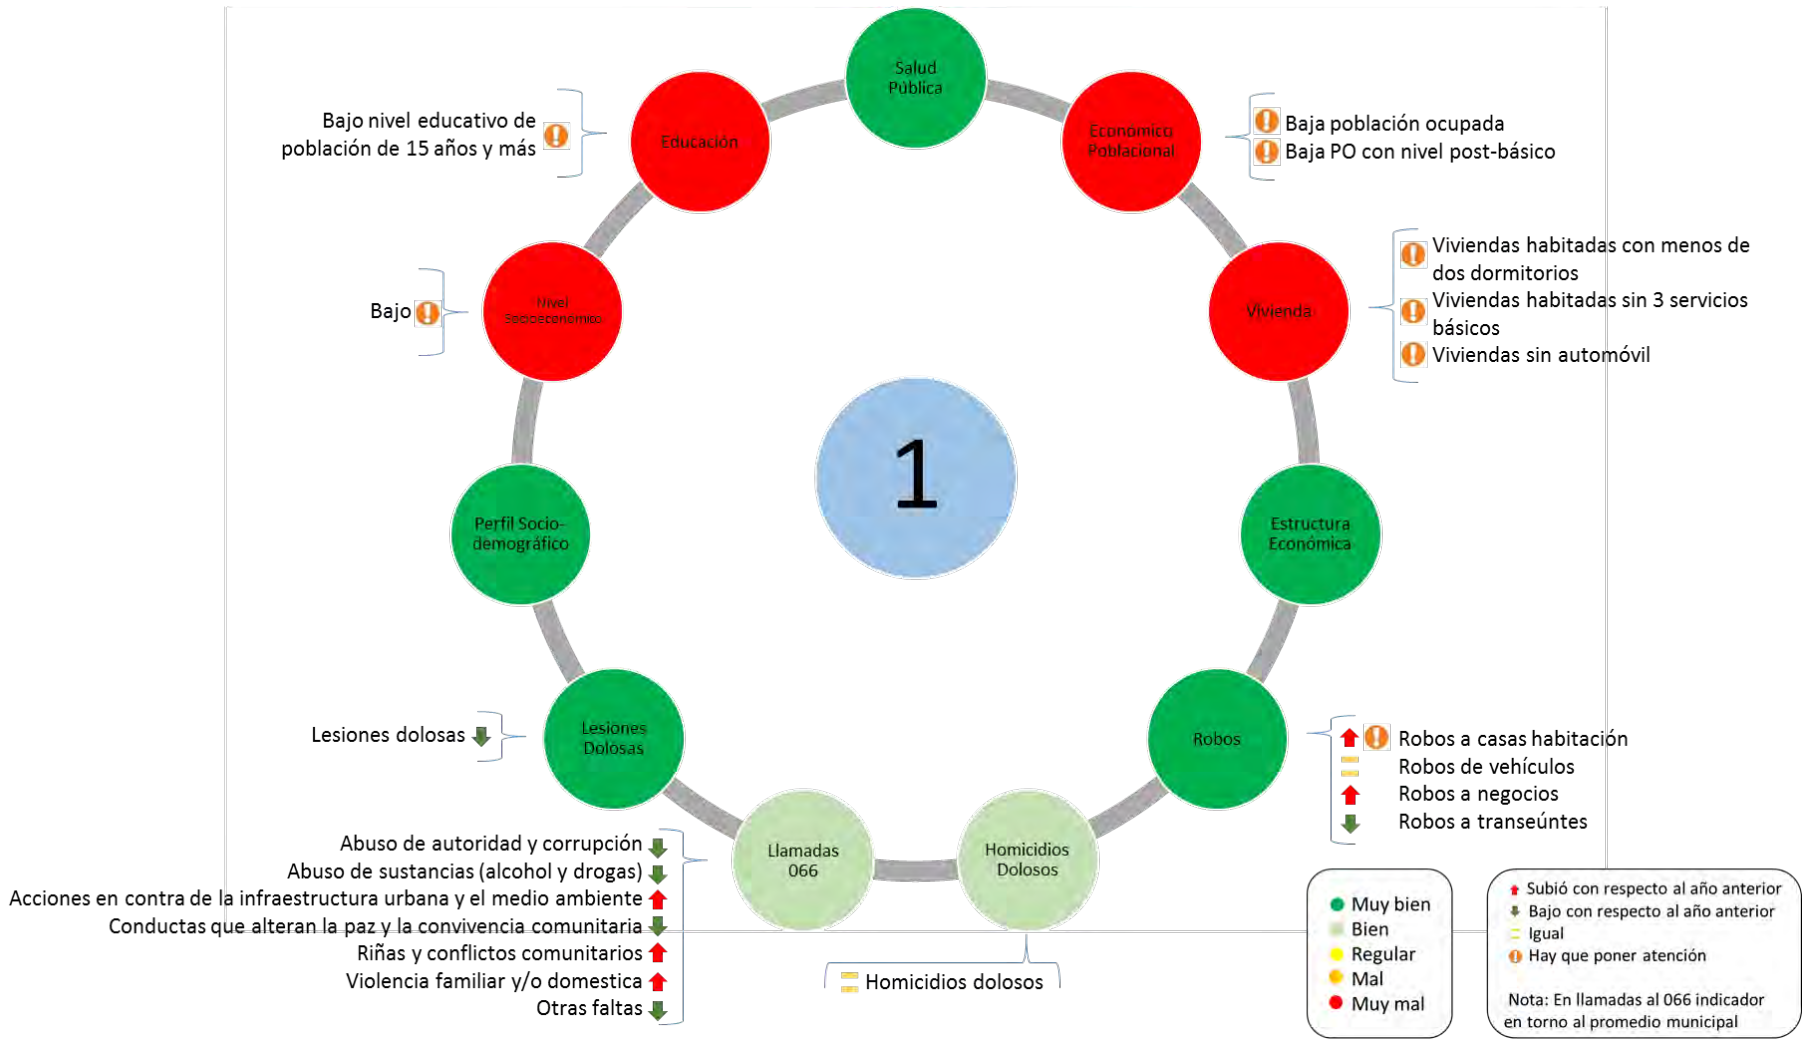 Salud
Pública
Económico
Poblacional
Baja población ocupada
Baja PO con nivel post-básico
Vivienda
Viviendas habitadas con menos de
dos dormitorios
Viviendas habitadas sin 3 servicios
básicos
Viviendas sin automóvil
Estructura
Económica
Robos
Robos a casas habitación
Robos de vehículos
Robos a negocios
Robos a transeúntes
Homicidios
Dolosos
Homicidios dolosos
Llamadas
066
Abuso de autoridad y corrupción
Abuso de sustancias (alcohol y drogas)
Acciones en contra de la infraestructura urbana y el medio ambiente
Conductas que alteran la paz y la convivencia comunitaria
Riñas y conflictos comunitarios
Violencia familiar y/o domestica
Otras faltas
Lesiones
Dolosas
Lesiones dolosas
Perfil Socio-
demográfico
Nivel
Socioeconómico
Bajo
Educación
Bajo nivel educativo de
población de 15 años y más
1
Muy bien
Bien
Regular
Mal
Muy mal
Subió con respecto al año anterior
Bajo con respecto al año anterior
Igual
Hay que poner atención
Nota: En llamadas al 066 indicador
en torno al promedio municipal